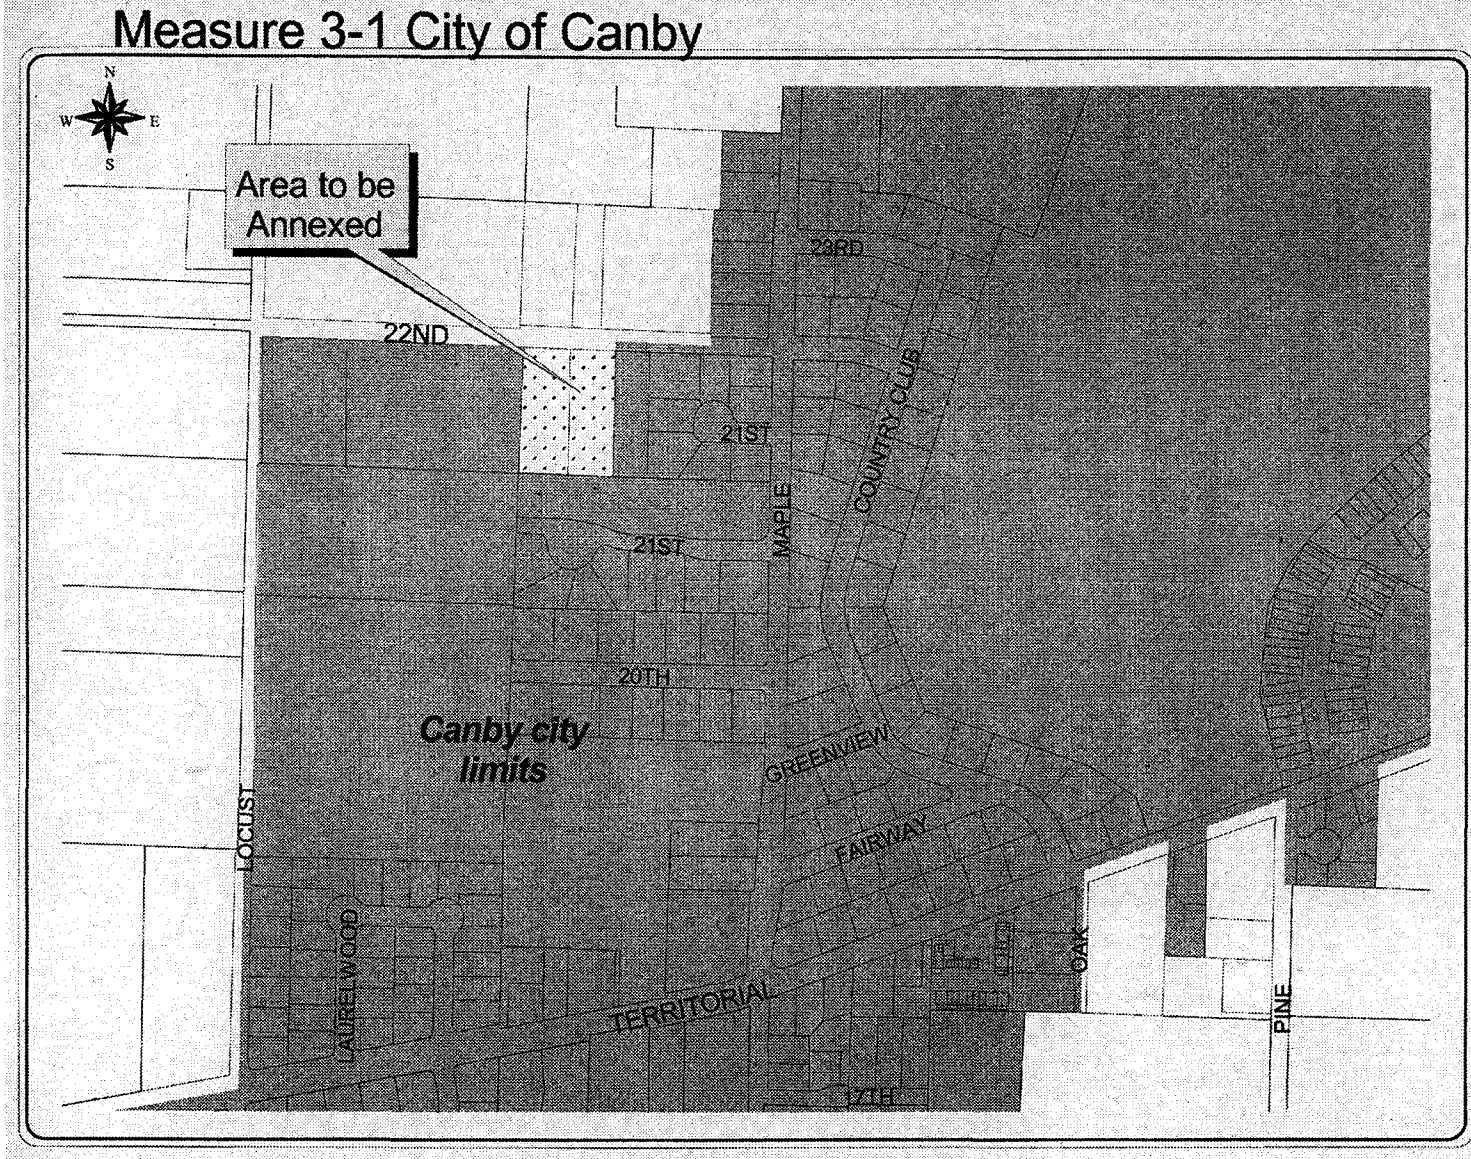 Measure 3-1 City of Canby
N
W
E
S
Area to be
Annexed
23RD
22ND
COUNTRY CLUB
21ST
MAPLE
21ST
20TH
Canby city
limits
GREENVIEW
LOCUST
FAIRWAY
LAURELWOOD
OAK
TERRITORIAL
PINE
17TH